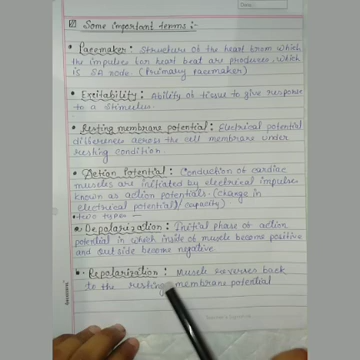 Some important terms :-
• Pacemaker : Structure of the heart from which
the impulses for heart beat are produces, which
is SA node (Primary pacemaker)
• Excitability : Ability of tissue to give response
to a stimulus.
• Resting membrane potential : Electrical potential
differences across the cell membrane under
resting condition.
• Action Potential : Conduction of cardiac
muscles are initiated by electrical impulse
known as action potentials. (change in
electrical potential) / capacity)
• two types —
Depolarization : Initial phase of action
potential in which inside of muscle become positive
and outside become negative
Repolarization : Muscle reverses back
to the resting membrane potential